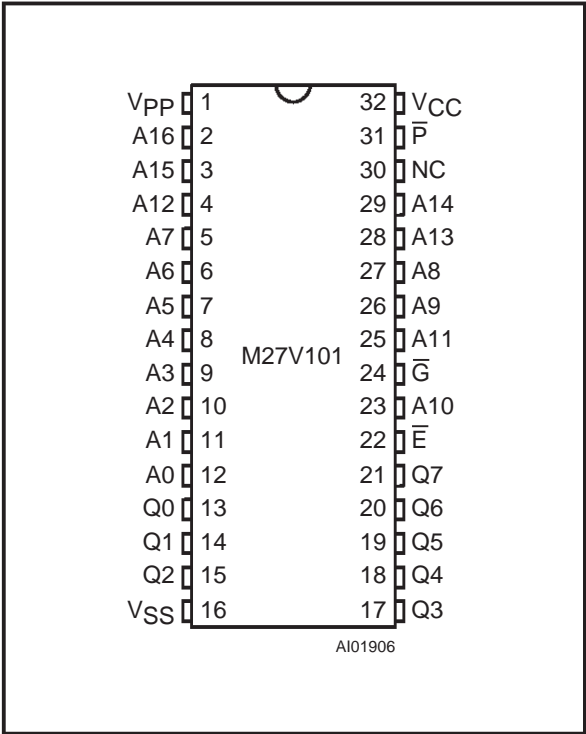 VPP 1 32 VCC
A16 2 31 P̅
A15 3 30 NC
A12 4 29 A14
A7 5 28 A13
A6 6 27 A8
A5 7 26 A9
A4 8 25 A11
M27V101
A3 9 24 G̅
A2 10 23 A10
A1 11 22 E̅
A0 12 21 Q7
Q0 13 20 Q6
Q1 14 19 Q5
Q2 15 18 Q4
VSS 16 17 Q3
AI01906